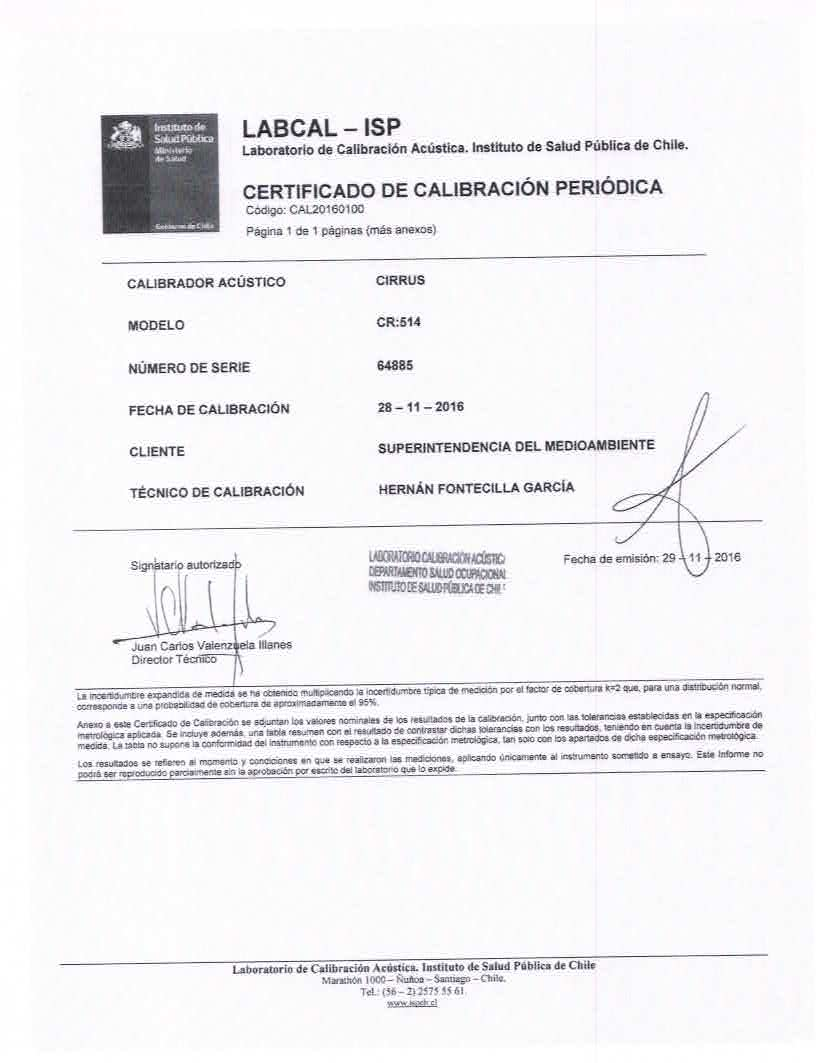 Instituto de
Salud Pública
Ministerio
de Salud
Gobierno de Chile
LABCAL – ISP
Laboratorio de Calibración Acústica. Instituto de Salud Pública de Chile.
CERTIFICADO DE CALIBRACIÓN PERIÓDICA
Código: CAL20160100
Página 1 de 1 páginas (más anexos)
CALIBRADOR ACÚSTICO CIRRUS
MODELO CR:514
NÚMERO DE SERIE 64885
FECHA DE CALIBRACIÓN 28 – 11 – 2016
CLIENTE SUPERINTENDENCIA DEL MEDIOAMBIENTE
TÉCNICO DE CALIBRACIÓN HERNÁN FONTECILLA GARCÍA
Signatario autorizado
LABORATORIO CALIBRACIÓN ACÚSTIC
DEPARTAMENTO SALUD OCUPACIONAL
INSTITUTO DE SALUD PÚBLICA DE CHI
Fecha de emisión: 29 – 11 – 2016
Juan Carlos Valenzuela Illanes
Director Técnico
La incertidumbre expandida de medida se ha obtenido multiplicando la incertidumbre típica de medición por el factor de cobertura k=2 que, para una distribución normal,
corresponde a una probabilidad de cobertura de aproximadamente el 95%.
Anexo a este Certificado de Calibración se adjuntan los valores nominales de los resultados de la calibración, junto con las tolerancias establecidas en la especificación
metrológica aplicada. Se incluye además, una tabla resumen con el resultado de contrastar dichas tolerancias con los resultados, teniendo en cuenta la incertidumbre de
medida. La tabla no supone la conformidad del instrumento con respecto a la especificación metrológica, tan solo con los apartados de dicha especificación metrológica.
Los resultados se refieren al momento y condiciones en que se realizaron las mediciones, aplicando únicamente al instrumento sometido a ensayo. Este Informe no
podrá ser reproducido parcialmente sin la aprobación por escrito del laboratorio que lo expide.
Laboratorio de Calibración Acústica. Instituto de Salud Pública de Chile
Marathón 1000 – Ñuñoa – Santiago – Chile.
Tel.: (56 – 2) 2575 55 61.
www.ispch.cl